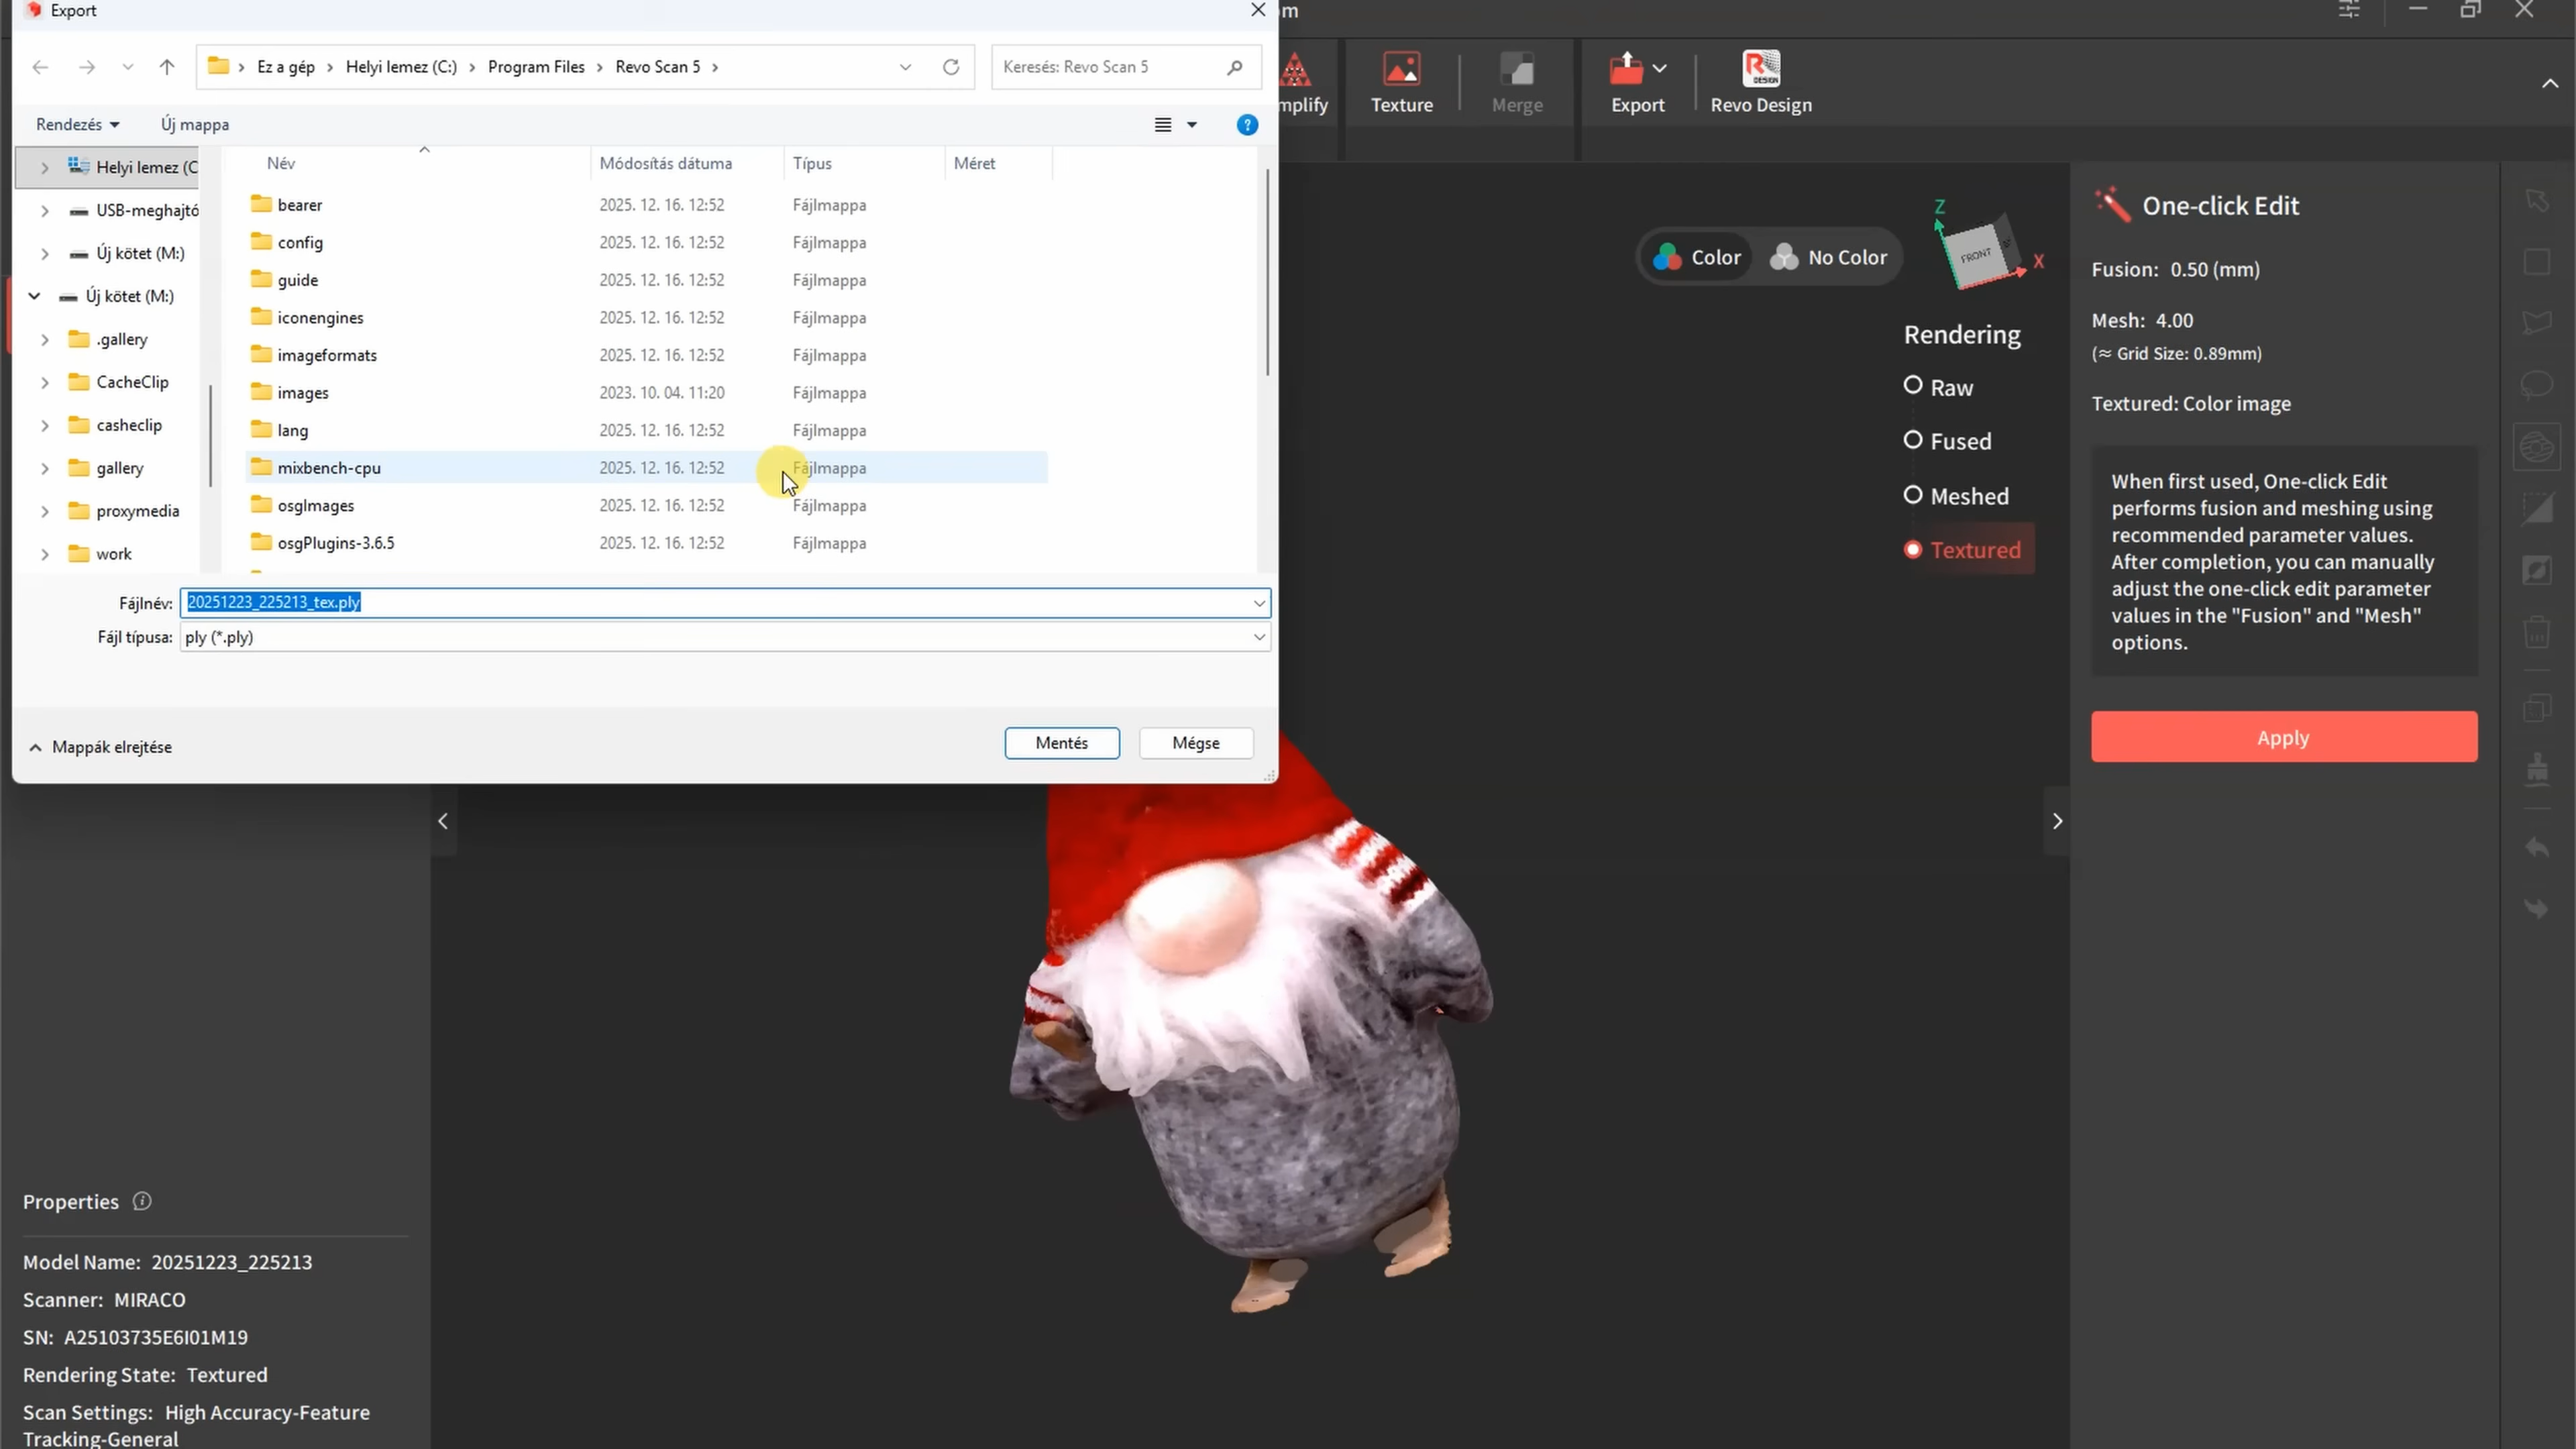 Export
m
Ez a gép > Helyi lemez (C:) > Program Files > Revo Scan 5 >
Keresés: Revo Scan 5
Rendezés
Új mappa
Helyi lemez (C
USB-meghajtó
Új kötet (M:)
Új kötet (M:)
.gallery
CacheClip
casheclip
gallery
proxymedia
work
Név Módosítás dátuma Típus Méret
bearer 2025. 12. 16. 12:52 Fájlmappa
config 2025. 12. 16. 12:52 Fájlmappa
guide 2025. 12. 16. 12:52 Fájlmappa
iconengines 2025. 12. 16. 12:52 Fájlmappa
imageformats 2025. 12. 16. 12:52 Fájlmappa
images 2023. 10. 04. 11:20 Fájlmappa
lang 2025. 12. 16. 12:52 Fájlmappa
mixbench-cpu 2025. 12. 16. 12:52 Fájlmappa
osgImages 2025. 12. 16. 12:52 Fájlmappa
osgPlugins-3.6.5 2025. 12. 16. 12:52 Fájlmappa
Fájlnév: 20251223_225213_tex.ply
Fájl típusa: ply (*.ply)
Mappák elrejtése
Mentés
Mégse
mplify
Texture
Merge
Export
DESIGN
Revo Design
Color
No Color
Z
FRONT
X
Rendering
Raw
Fused
Meshed
Textured
One-click Edit
Fusion: 0.50 (mm)
Mesh: 4.00
(≈ Grid Size: 0.89mm)
Textured: Color image
When first used, One-click Edit
performs fusion and meshing using
recommended parameter values.
After completion, you can manually
adjust the one-click edit parameter
values in the "Fusion" and "Mesh"
options.
Apply
Properties
Model Name: 20251223_225213
Scanner: MIRACO
SN: A25103735E6I01M19
Rendering State: Textured
Scan Settings: High Accuracy-Feature
Tracking-General